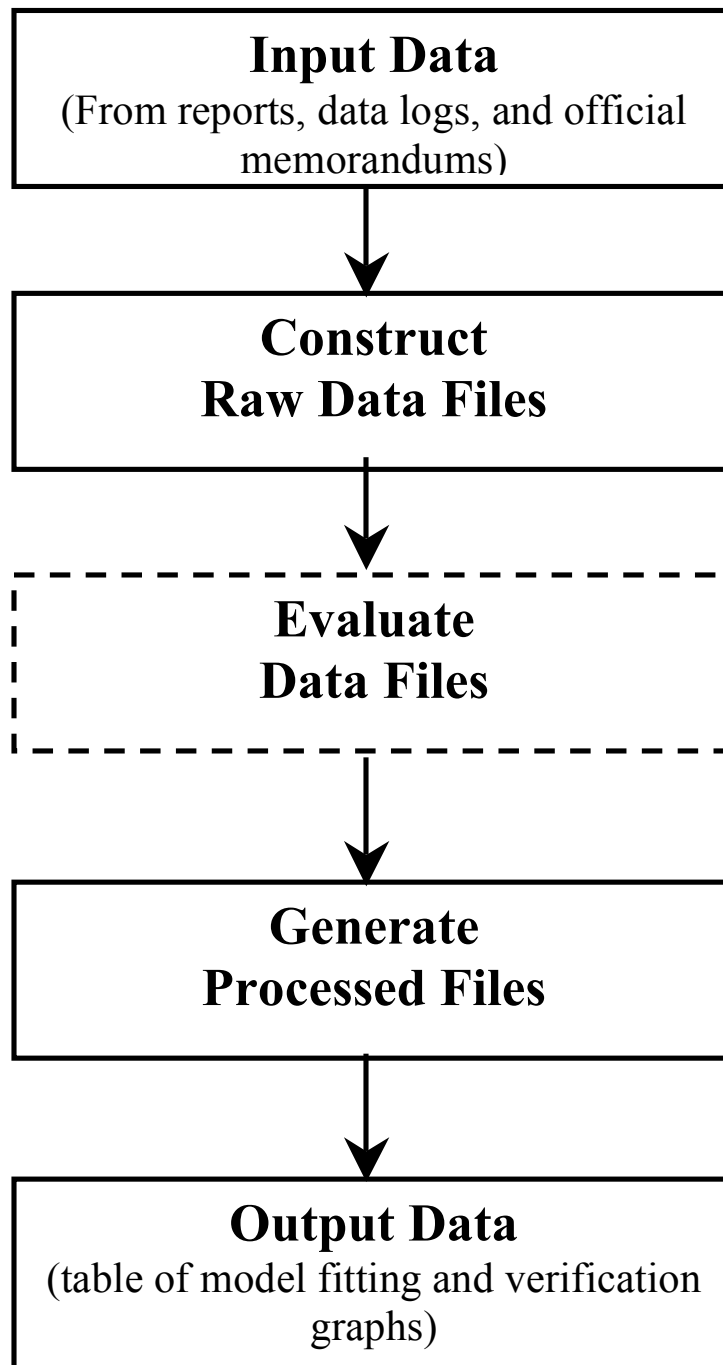 Input Data
(From reports, data logs, and official
memorandums)
Construct
Raw Data Files
Evaluate
Data Files
Generate
Processed Files
Output Data
(table of model fitting and verification
graphs)